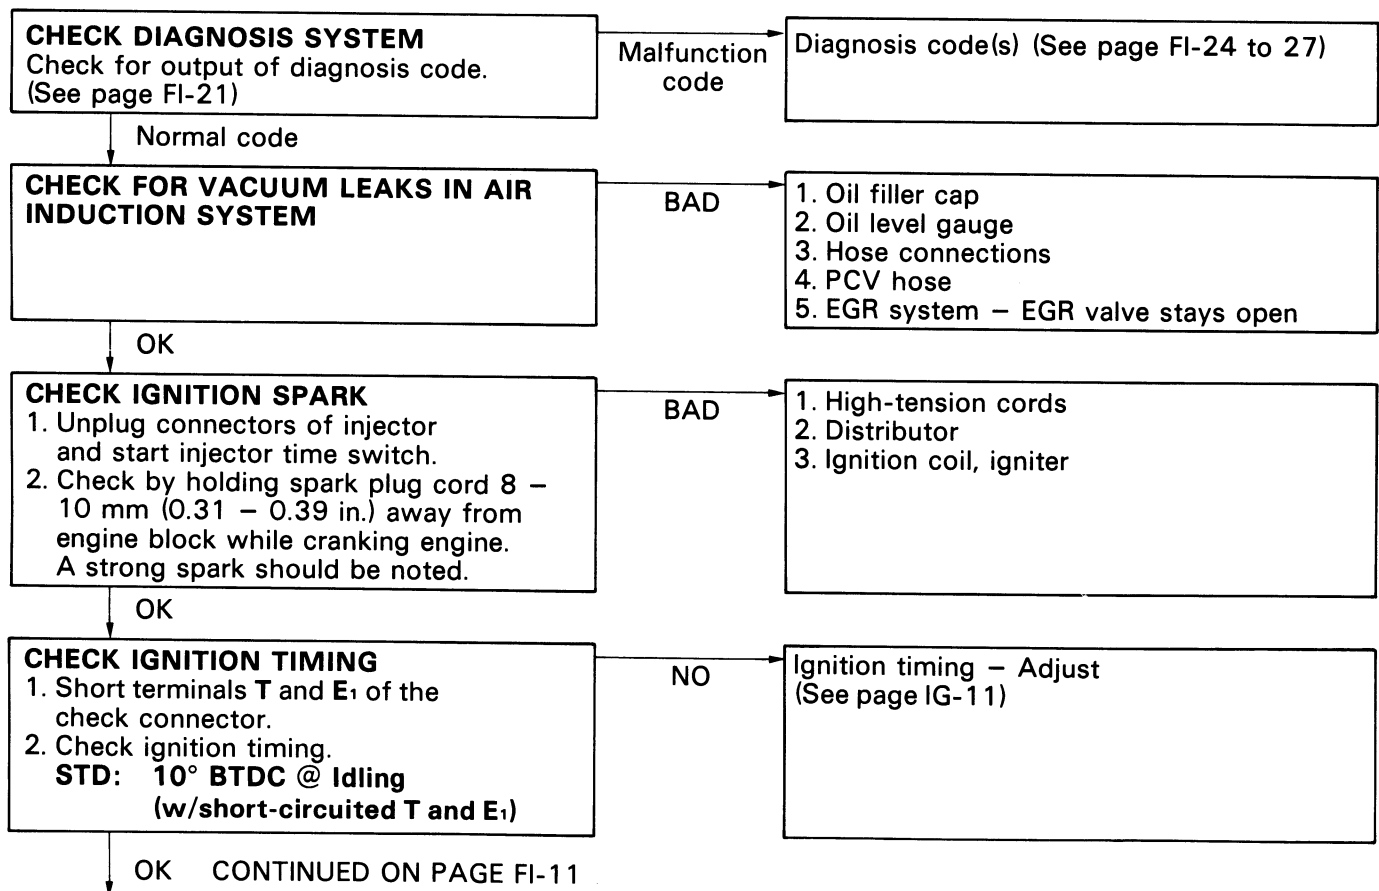 CHECK DIAGNOSIS SYSTEM
Check for output of diagnosis code.
(See page FI-21)
Malfunction
code
Diagnosis code(s) (See page FI-24 to 27)
Normal code
CHECK FOR VACUUM LEAKS IN AIR
INDUCTION SYSTEM
BAD
1. Oil filler cap
2. Oil level gauge
3. Hose connections
4. PCV hose
5. EGR system – EGR valve stays open
OK
CHECK IGNITION SPARK
1. Unplug connectors of injector
and start injector time switch.
2. Check by holding spark plug cord 8 –
10 mm (0.31 – 0.39 in.) away from
engine block while cranking engine.
A strong spark should be noted.
BAD
1. High-tension cords
2. Distributor
3. Ignition coil, igniter
OK
CHECK IGNITION TIMING
1. Short terminals T and E₁ of the
check connector.
2. Check ignition timing.
STD: 10° BTDC @ Idling
(w/short-circuited T and E₁)
NO
Ignition timing – Adjust
(See page IG-11)
OK CONTINUED ON PAGE FI-11